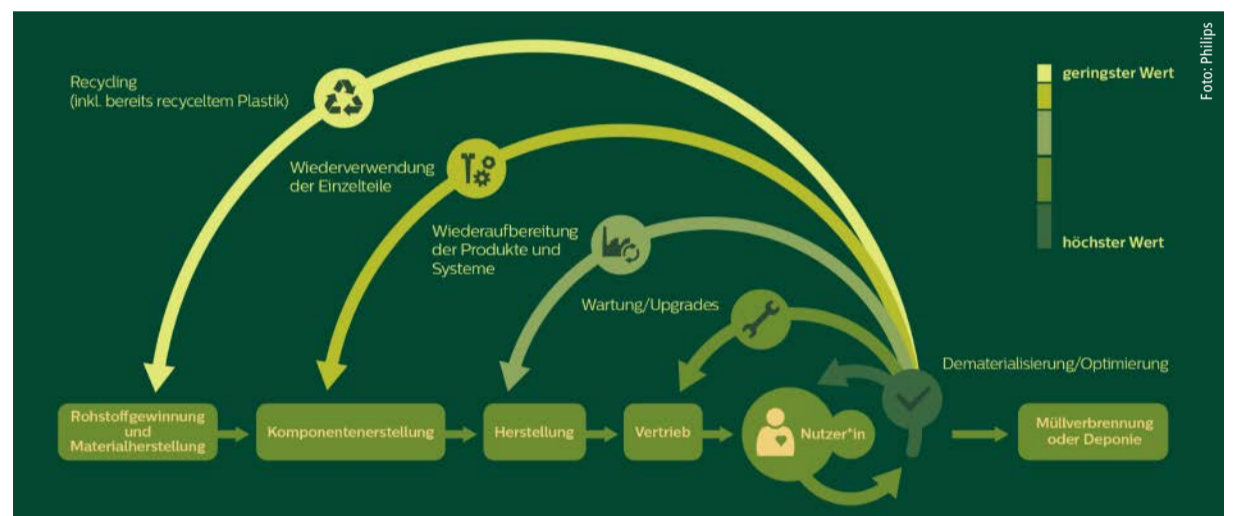 Foto: Philips
Recycling
(inkl. bereits recyceltem Plastik)
geringster Wert
Wiederverwendung
der Einzelteile
Wiederaufbereitung
der Produkte und
Systeme
höchster Wert
Wartung/Upgrades
Dematerialisierung/Optimierung
Rohstoffgewinnung
und
Materialherstellung
Komponentenerstellung
Herstellung
Vertrieb
Nutzer*in
Müllverbrennung
oder Deponie